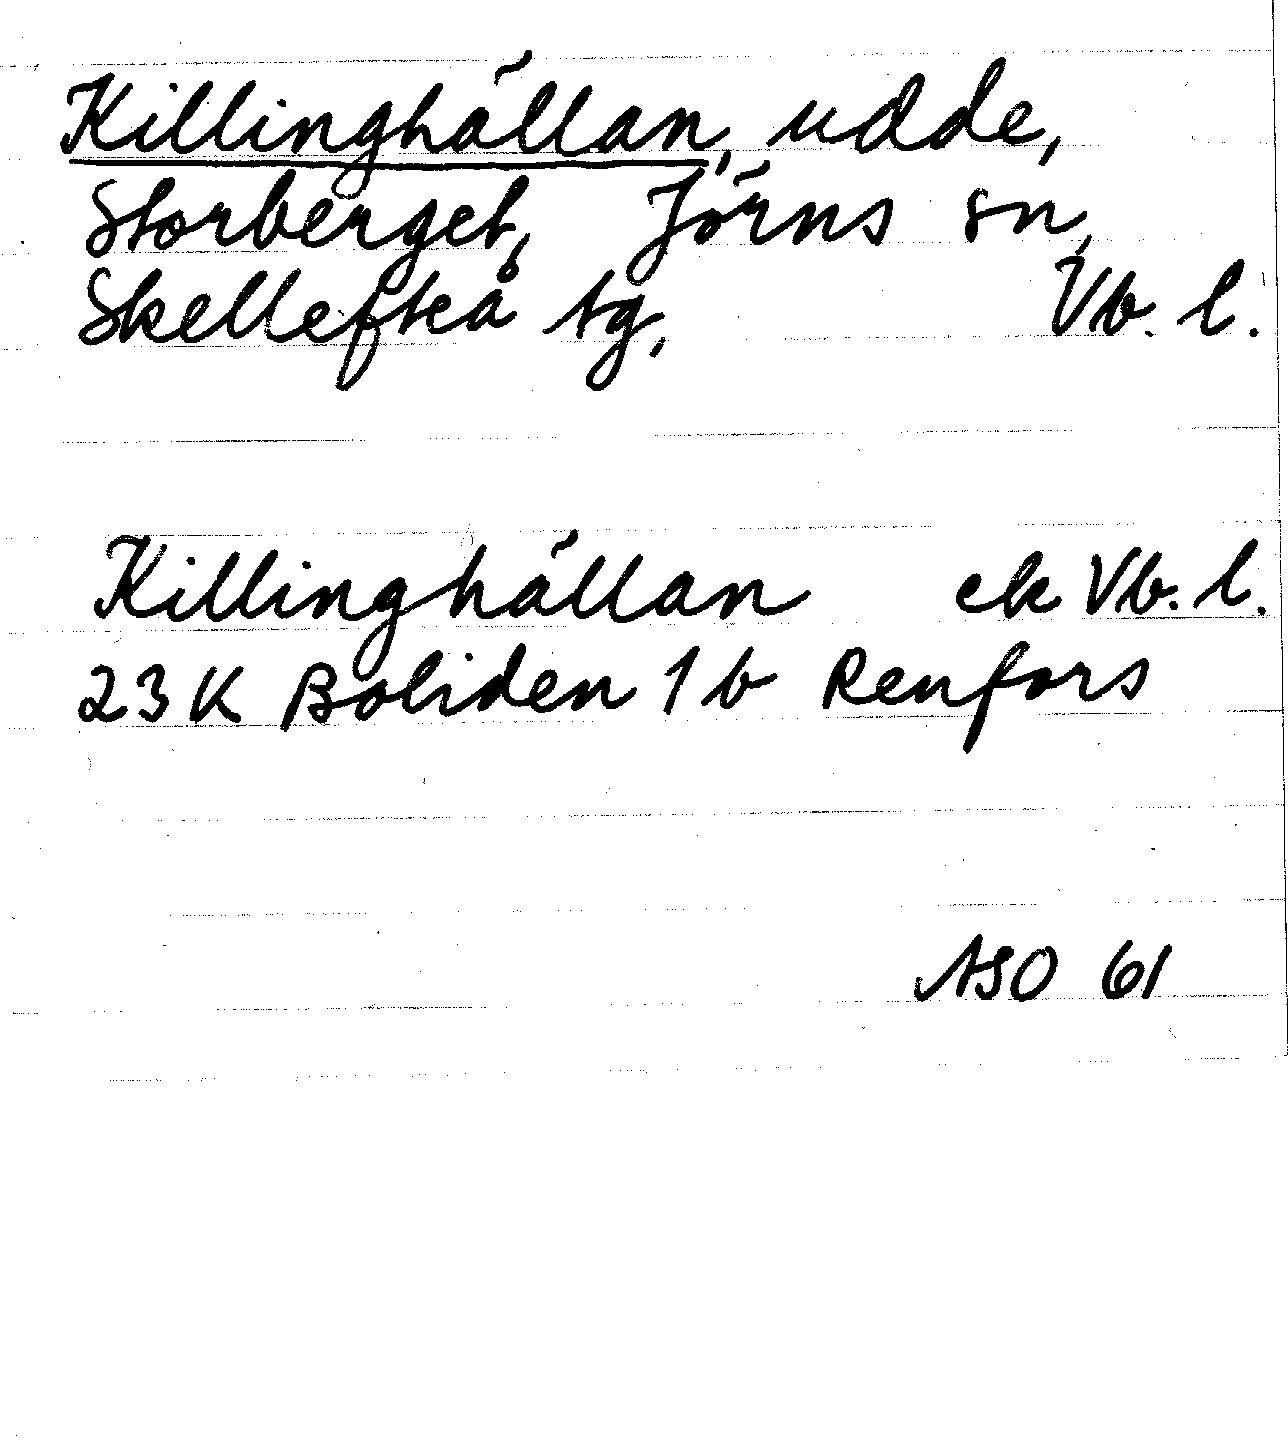 Killinghällan, udde,
Storberget, Jörns sn,
Skellefteå tg, Vb. l.
Killinghällan ek Vb. l.
23 K Boliden 1 b Renfors
ASO 61